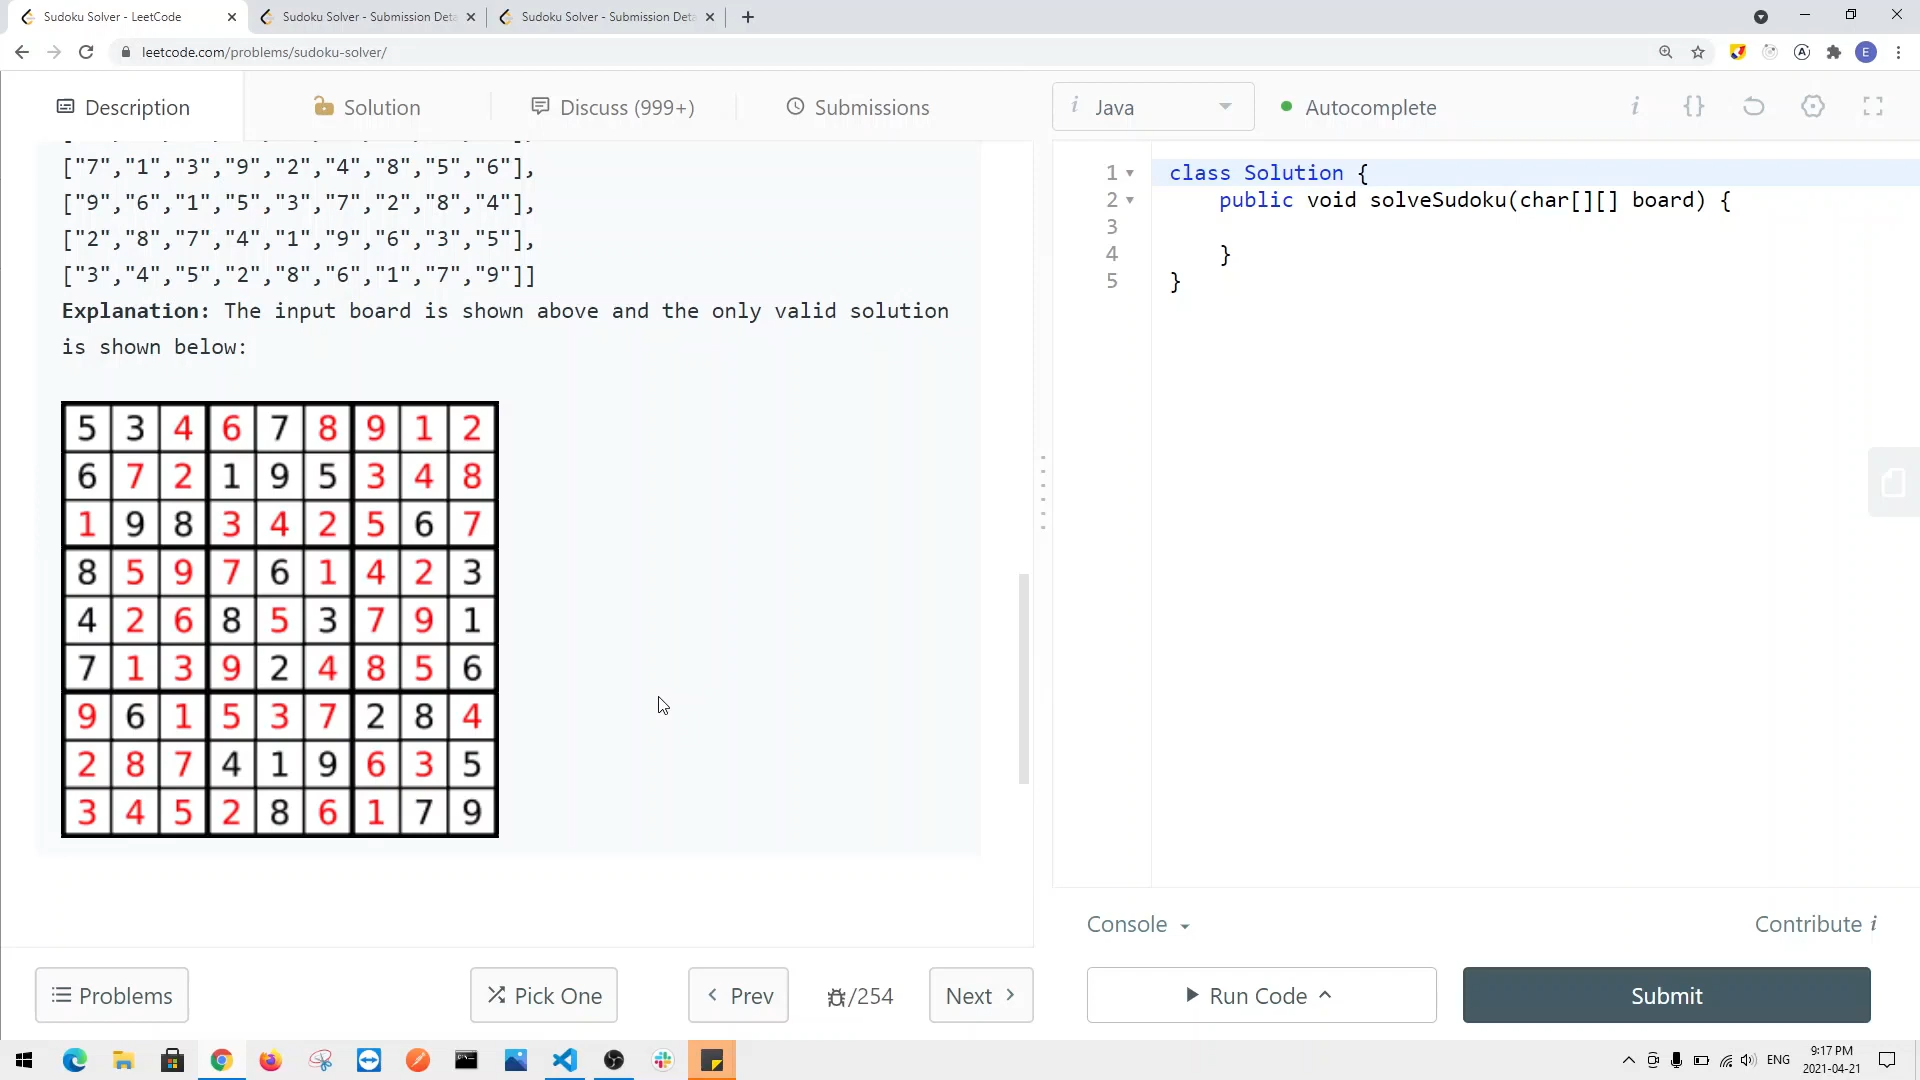 Sudoku Solver - LeetCode
Sudoku Solver - Submission Deta
Sudoku Solver - Submission Deta
leetcode.com/problems/sudoku-solver/
E
Description
Solution
Discuss (999+)
Submissions
i Java
Autocomplete
i {}
["7","1","3","9","2","4","8","5","6"],
["9","6","1","5","3","7","2","8","4"],
["2","8","7","4","1","9","6","3","5"],
["3","4","5","2","8","6","1","7","9"]]
Explanation: The input board is shown above and the only valid solution
is shown below:
5 3 4 6 7 8 9 1 2
6 7 2 1 9 5 3 4 8
1 9 8 3 4 2 5 6 7
8 5 9 7 6 1 4 2 3
4 2 6 8 5 3 7 9 1
7 1 3 9 2 4 8 5 6
9 6 1 5 3 7 2 8 4
2 8 7 4 1 9 6 3 5
3 4 5 2 8 6 1 7 9
1 class Solution {
2 public void solveSudoku(char[][] board) {
3
4 }
5 }
Console
Contribute i
Problems
Pick One
Prev
/254
Next
Run Code
Submit
ENG
9:17 PM
2021-04-21